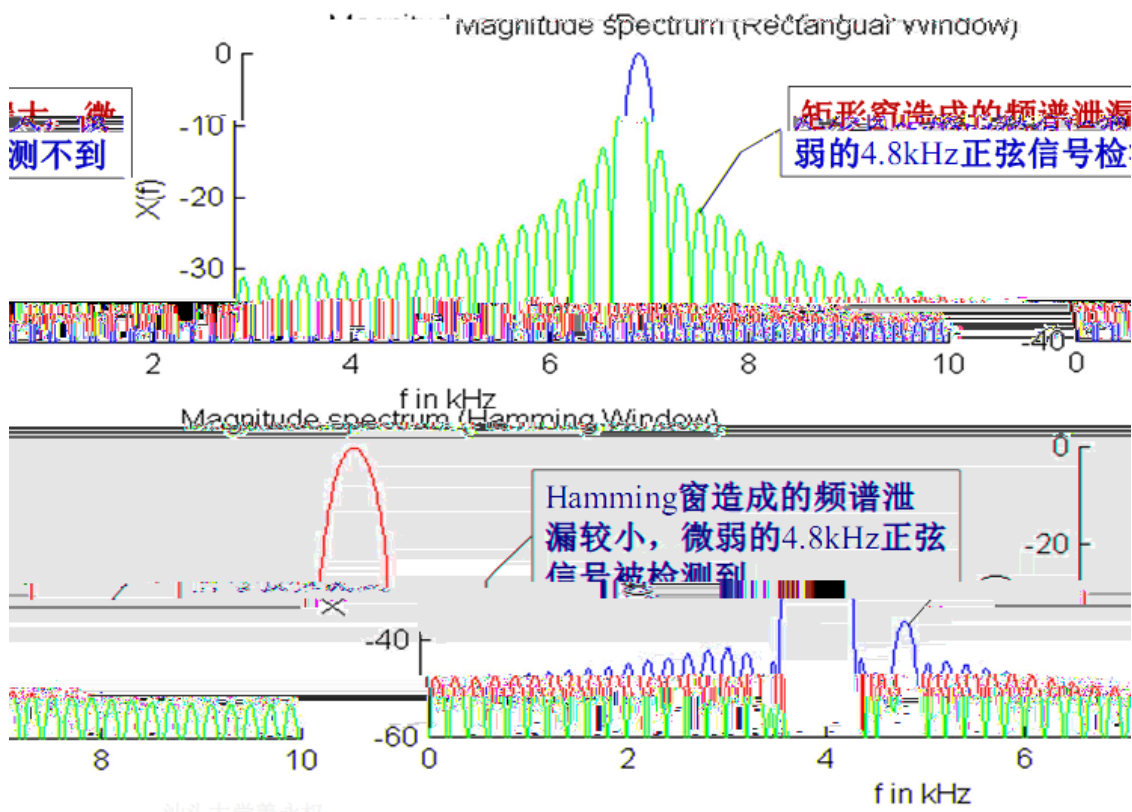 Magnitude spectrum (Rectangual Window)
0
-10
-20
-30
X(f)
测不到
矩形窗造成的频谱泄漏
弱的4.8kHz正弦信号检
2
4
6
8
10
-40
0
f in kHz
Magnitude spectrum (Hamming Window)
0
-20
Hamming窗造成的频谱泄
漏较小，微弱的4.8kHz正弦
信号被检测到
-40
-60
8
10
0
2
4
6
f in kHz